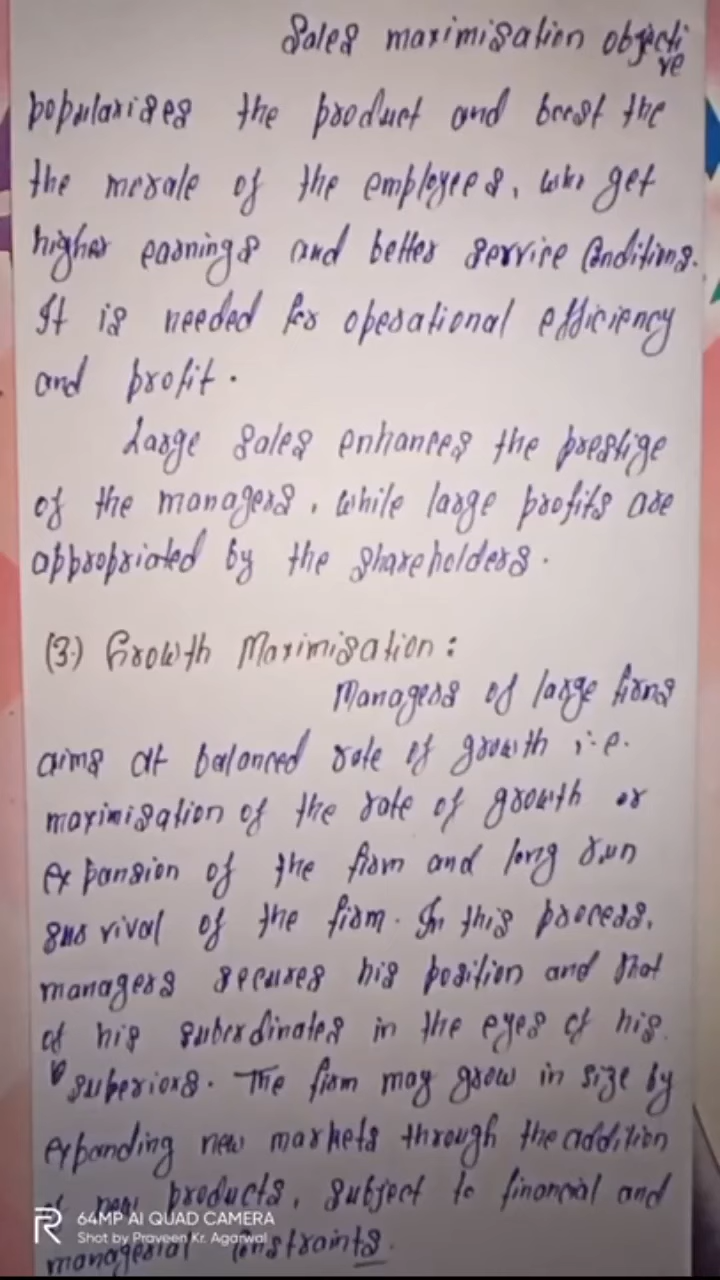 Sales maximisation objecti
ve
popularises the product and boost the
the morale of the employees, who get
higher earnings and better service Conditions.
It is needed for operational efficiency
and profit.
Large sales enhances the prestige
of the managers, while large profits are
appropriated by the shareholders.
(3.) Growth Maximisation:
Managers of large firms
aims at balanced rate of growth i.e.
maximisation of the rate of growth or
expansion of the firm and long run
survival of the firm. In this process,
managers secures his position and that
of his subordinates in the eyes of his
superiors. The firm may grow in size by
expanding new markets through the addition
of new products, subject to financial and
managerial Constraints.
64MP AI QUAD CAMERA
Shot by Praveen Kr. Agarwal